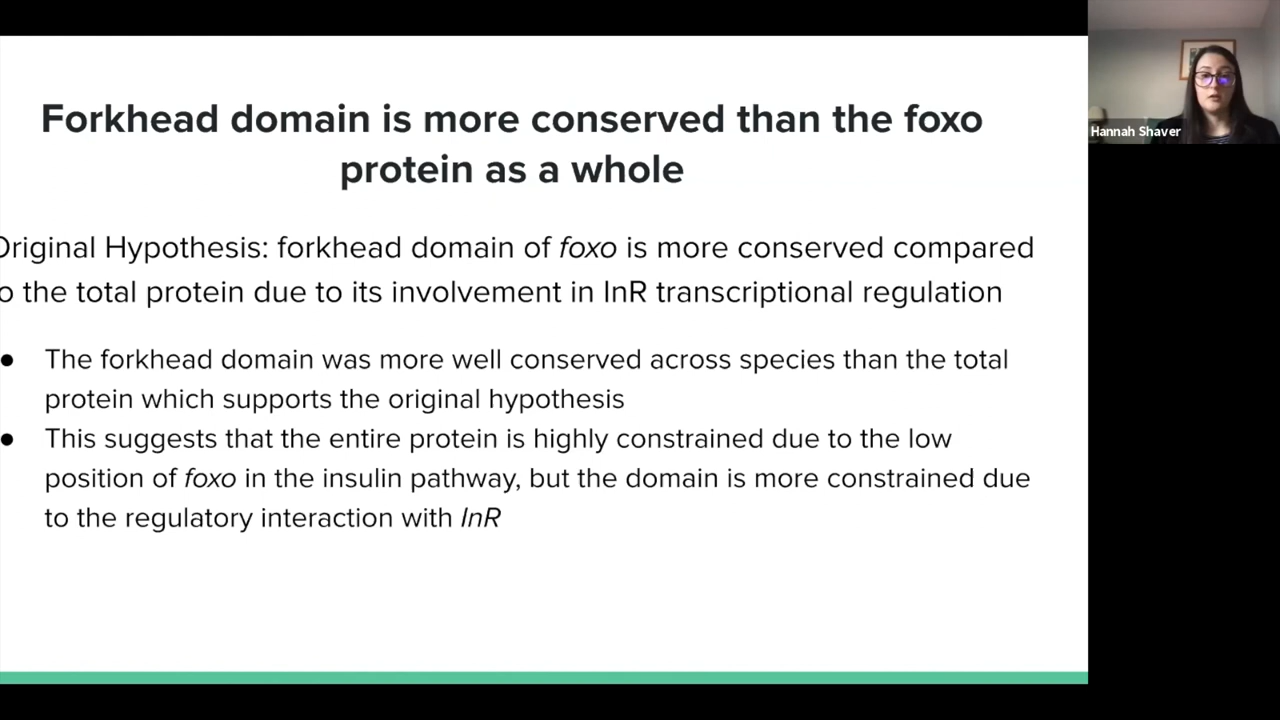 Forkhead domain is more conserved than the foxo
protein as a whole
Original Hypothesis: forkhead domain of foxo is more conserved compared
o the total protein due to its involvement in InR transcriptional regulation
● The forkhead domain was more well conserved across species than the total
protein which supports the original hypothesis
● This suggests that the entire protein is highly constrained due to the low
position of foxo in the insulin pathway, but the domain is more constrained due
to the regulatory interaction with InR
Hannah Shaver